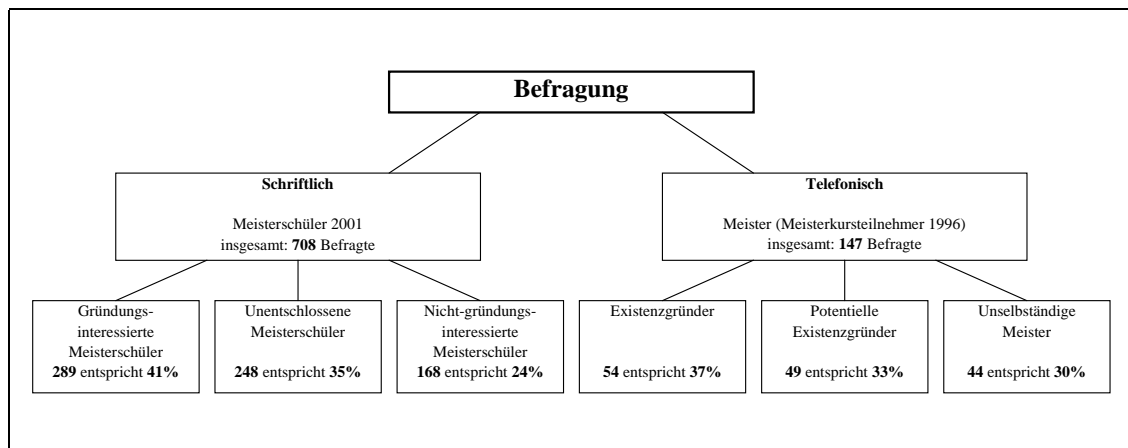 Befragung
Schriftlich
Meisterschüler 2001
insgesamt: 708 Befragte
Telefonisch
Meister (Meisterkursteilnehmer 1996)
insgesamt: 147 Befragte
Gründungs-
interessierte
Meisterschüler
289 entspricht 41%
Unentschlossene
Meisterschüler
248 entspricht 35%
Nicht-gründungs-
interessierte
Meisterschüler
168 entspricht 24%
Existenzgründer
54 entspricht 37%
Potentielle
Existenzgründer
49 entspricht 33%
Unselbständige
Meister
44 entspricht 30%